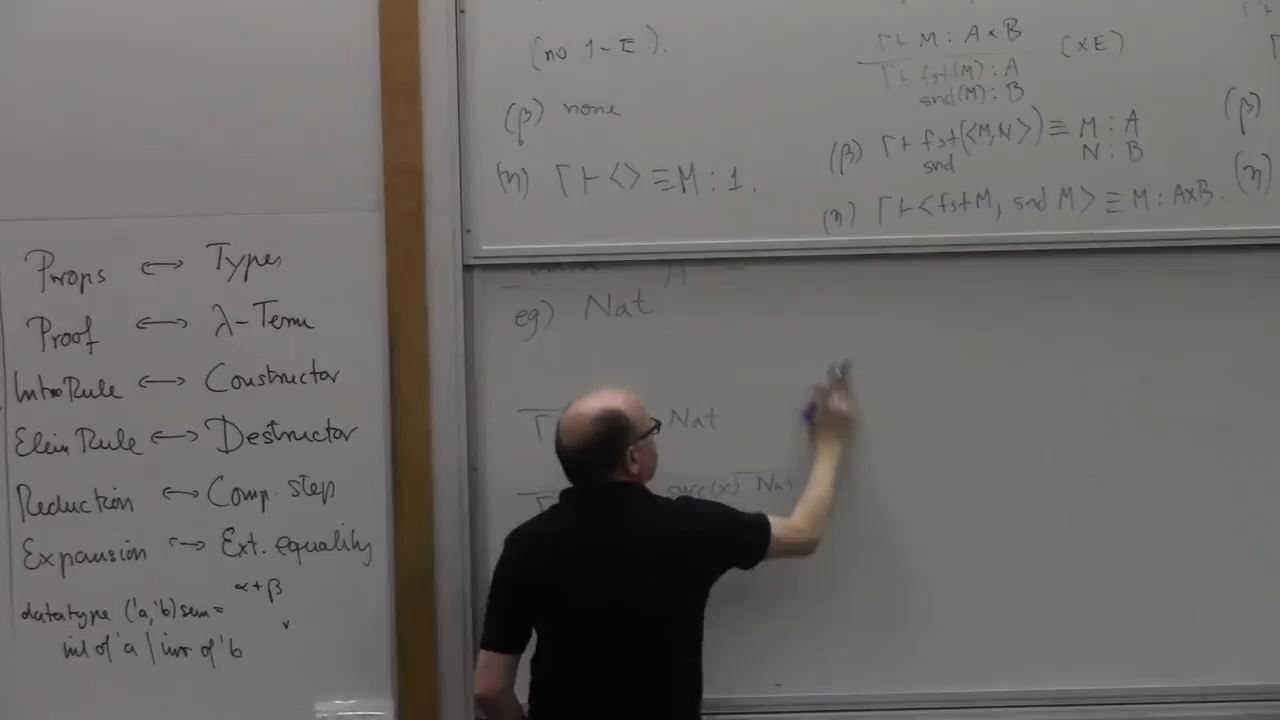 Props ↔ Types
Proof ↔ λ-Term
Intro Rule ↔ Constructor
Elim Rule ↔ Destructor
Reduction ↔ Comp. step
Expansion ↔ Ext. equality
α+β
datatype ('a,'b) sum =
inl of 'a | inr of 'b
(no 1-E).
(β) none
(η) Γ ⊢ <> ≡ M : 1.
Γ ⊢ M : A×B
(×E)
Γ ⊢ fst(M) : A
snd(M) : B
(β) Γ ⊢ fst(<M,N>) ≡ M : A
snd N : B
(η) Γ ⊢ <fst M, snd M> ≡ M : A×B.
(β)
(η)
eg) Nat
Γ Nat
Γ succ(x) Nat